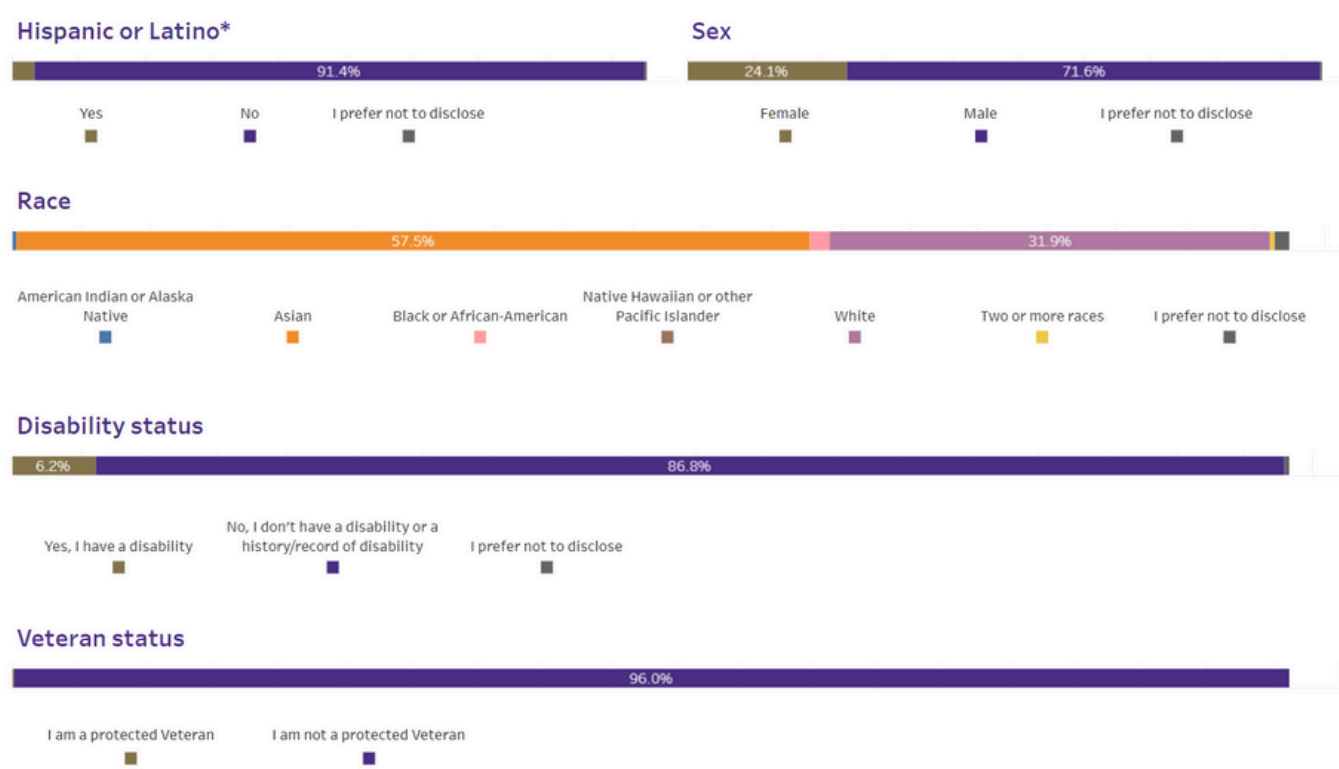 Hispanic or Latino*
91.4%
Yes
No
I prefer not to disclose
Sex
24.1%
71.6%
Female
Male
I prefer not to disclose
Race
57.5%
31.9%
American Indian or Alaska
Native
Asian
Black or African-American
Native Hawaiian or other
Pacific Islander
White
Two or more races
I prefer not to disclose
Disability status
6.2%
86.8%
Yes, I have a disability
No, I don't have a disability or a
history/record of disability
I prefer not to disclose
Veteran status
96.0%
I am a protected Veteran
I am not a protected Veteran